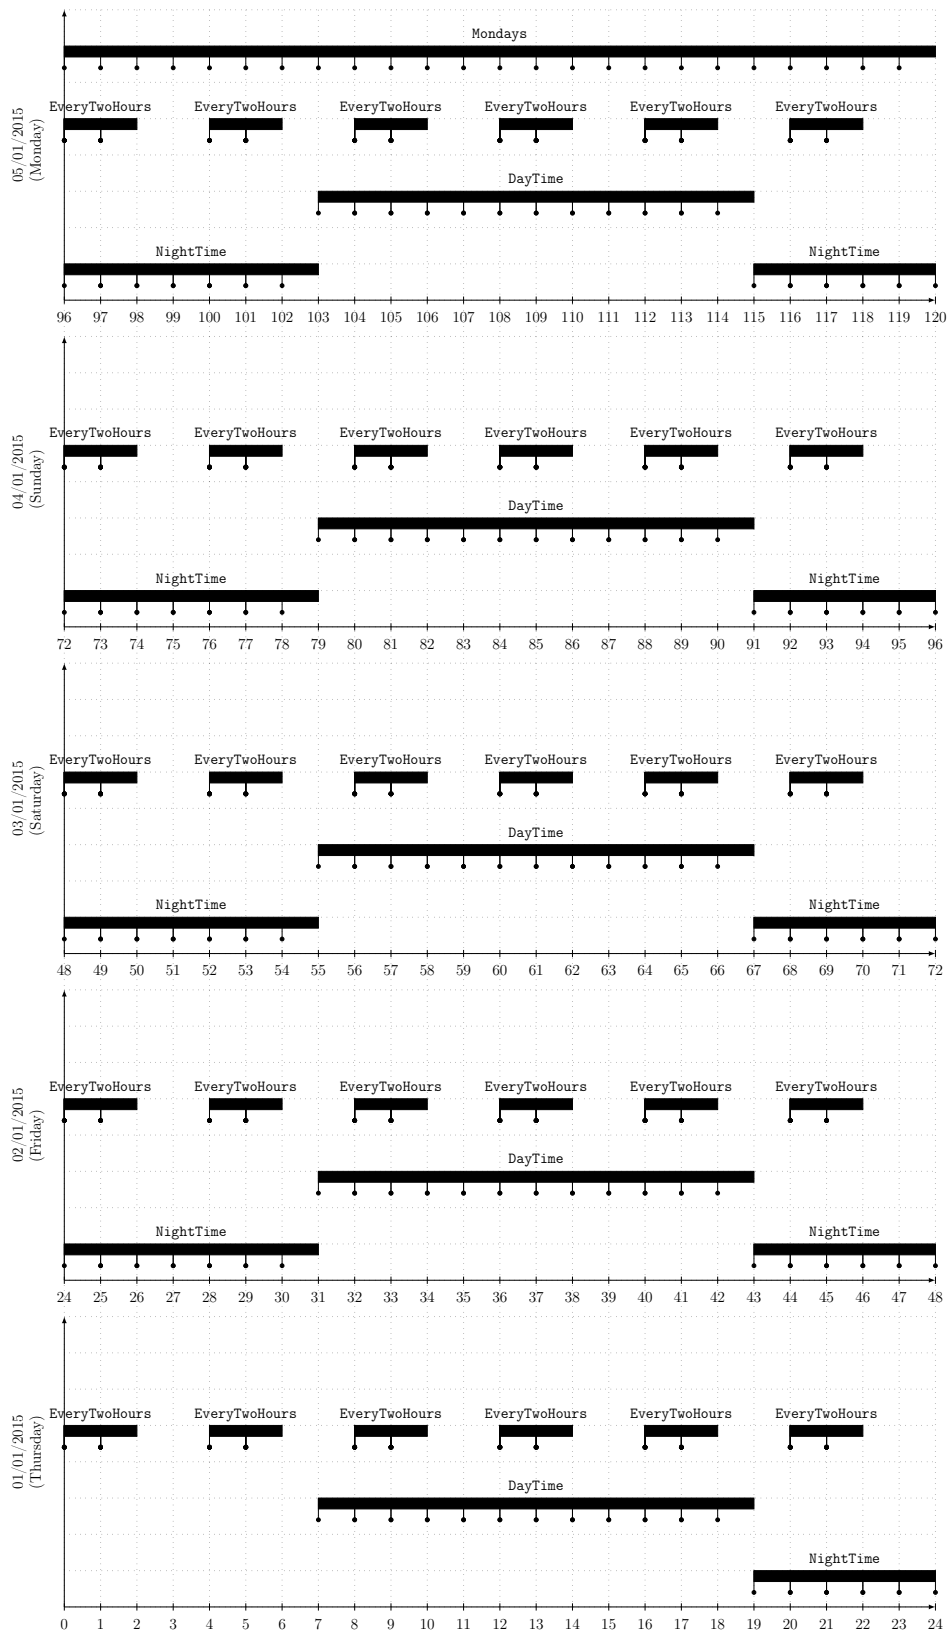 Mondays
EveryTwoHours EveryTwoHours EveryTwoHours EveryTwoHours EveryTwoHours EveryTwoHours
05/01/2015
(Monday)
DayTime
NightTime NightTime
96 97 98 99 100 101 102 103 104 105 106 107 108 109 110 111 112 113 114 115 116 117 118 119 120
EveryTwoHours EveryTwoHours EveryTwoHours EveryTwoHours EveryTwoHours EveryTwoHours
04/01/2015
(Sunday)
DayTime
NightTime NightTime
72 73 74 75 76 77 78 79 80 81 82 83 84 85 86 87 88 89 90 91 92 93 94 95 96
EveryTwoHours EveryTwoHours EveryTwoHours EveryTwoHours EveryTwoHours EveryTwoHours
03/01/2015
(Saturday)
DayTime
NightTime NightTime
48 49 50 51 52 53 54 55 56 57 58 59 60 61 62 63 64 65 66 67 68 69 70 71 72
EveryTwoHours EveryTwoHours EveryTwoHours EveryTwoHours EveryTwoHours EveryTwoHours
02/01/2015
(Friday)
DayTime
NightTime NightTime
24 25 26 27 28 29 30 31 32 33 34 35 36 37 38 39 40 41 42 43 44 45 46 47 48
EveryTwoHours EveryTwoHours EveryTwoHours EveryTwoHours EveryTwoHours EveryTwoHours
01/01/2015
(Thursday)
DayTime
NightTime
0 1 2 3 4 5 6 7 8 9 10 11 12 13 14 15 16 17 18 19 20 21 22 23 24